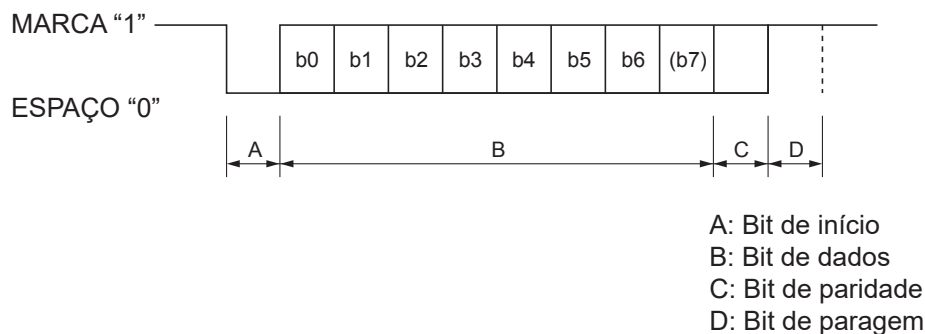 MARCA “1”
b0 b1 b2 b3 b4 b5 b6 (b7)
ESPAÇO “0”
A B C D
A: Bit de início
B: Bit de dados
C: Bit de paridade
D: Bit de paragem